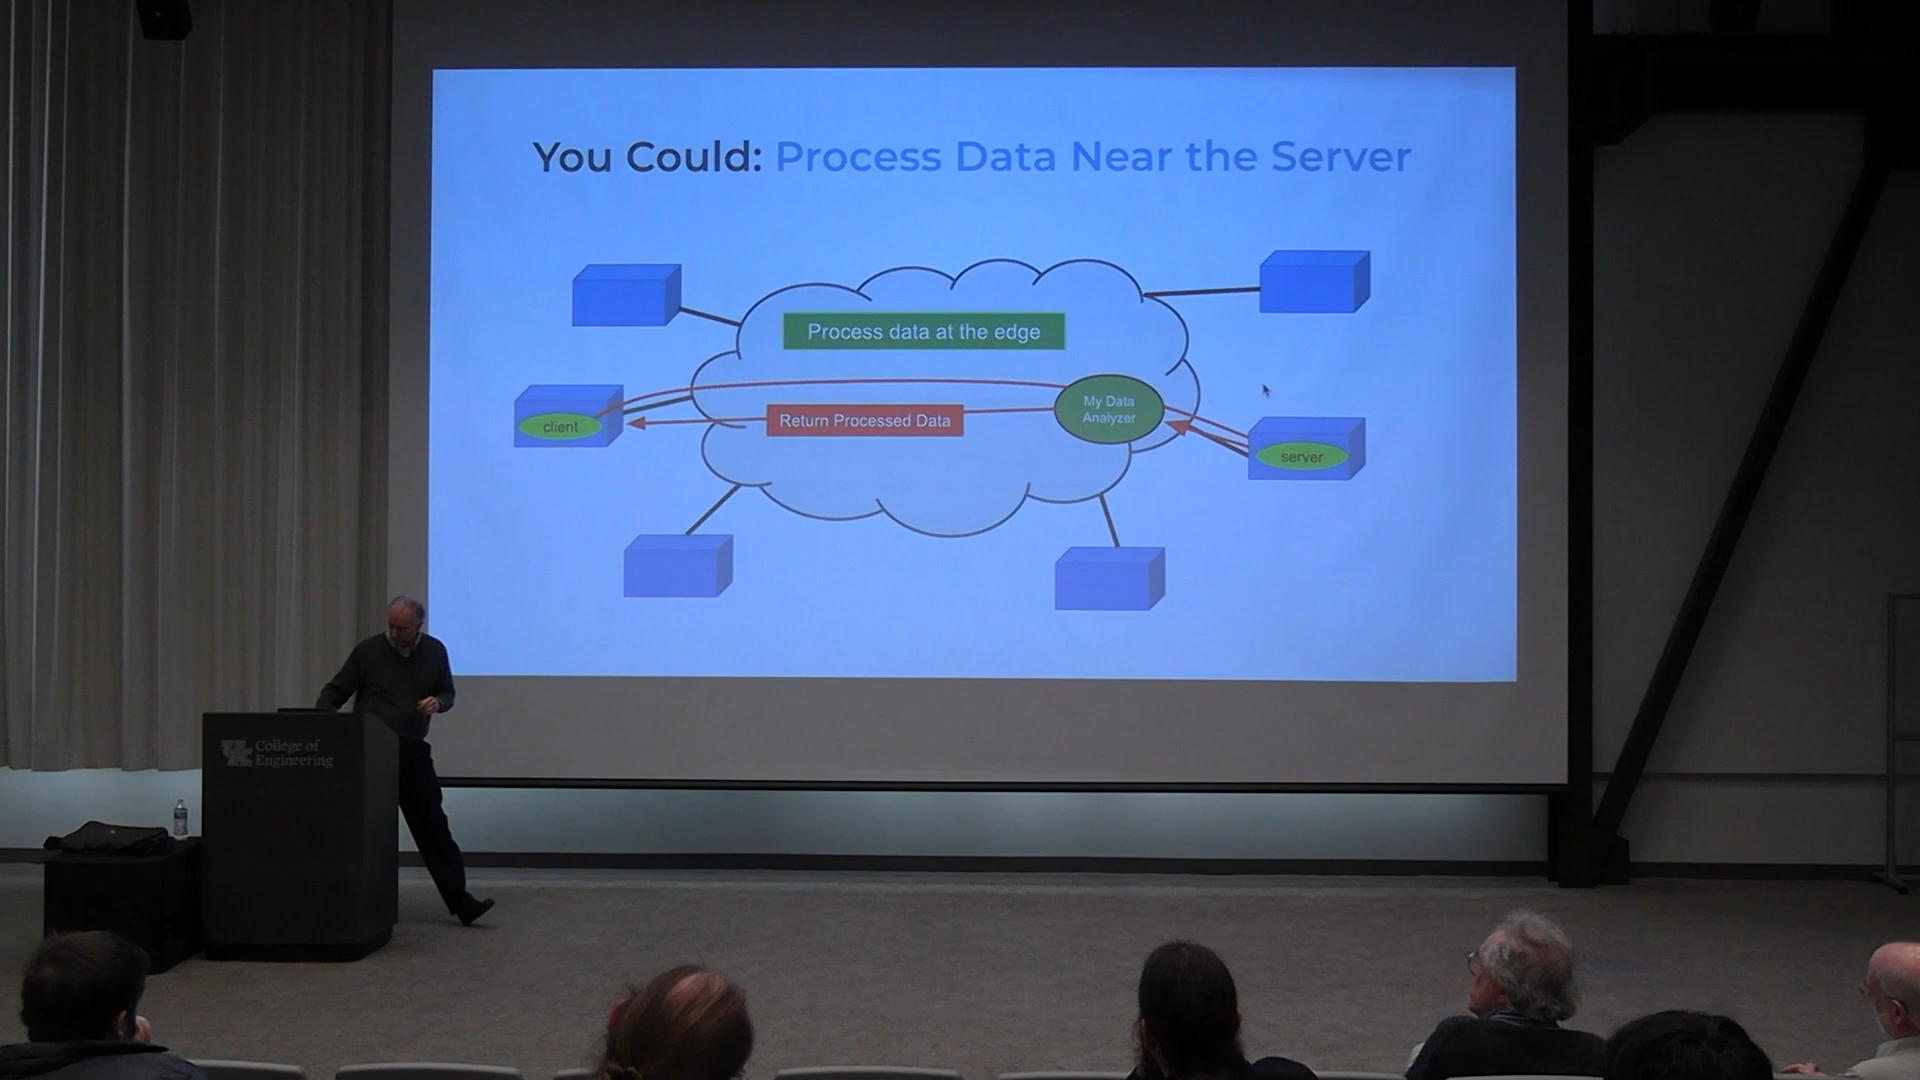 You Could: Process Data Near the Server
Process data at the edge
My Data
Analyzer
Return Processed Data
client
server
UK College of
Engineering